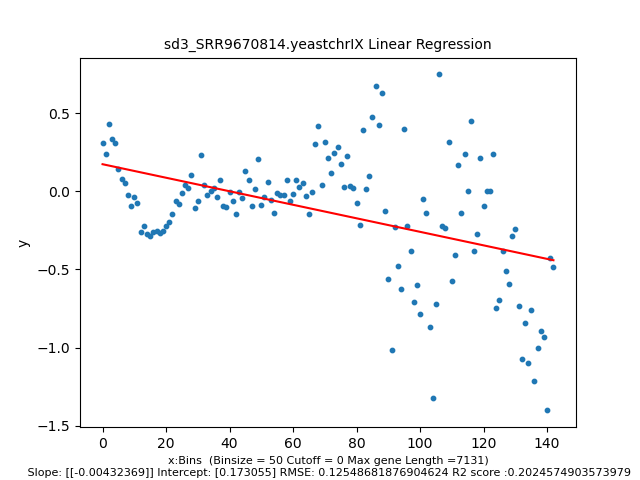 sd3_SRR9670814.yeastchrIX Linear Regression
0.5
0.0
−0.5
−1.0
−1.5
y
0 20 40 60 80 100 120 140
x:Bins (Binsize = 50 Cutoff = 0 Max gene Length =7131)
Slope: [[-0.00432369]] Intercept: [0.173055] RMSE: 0.12548681876904624 R2 score :0.2024574903573979